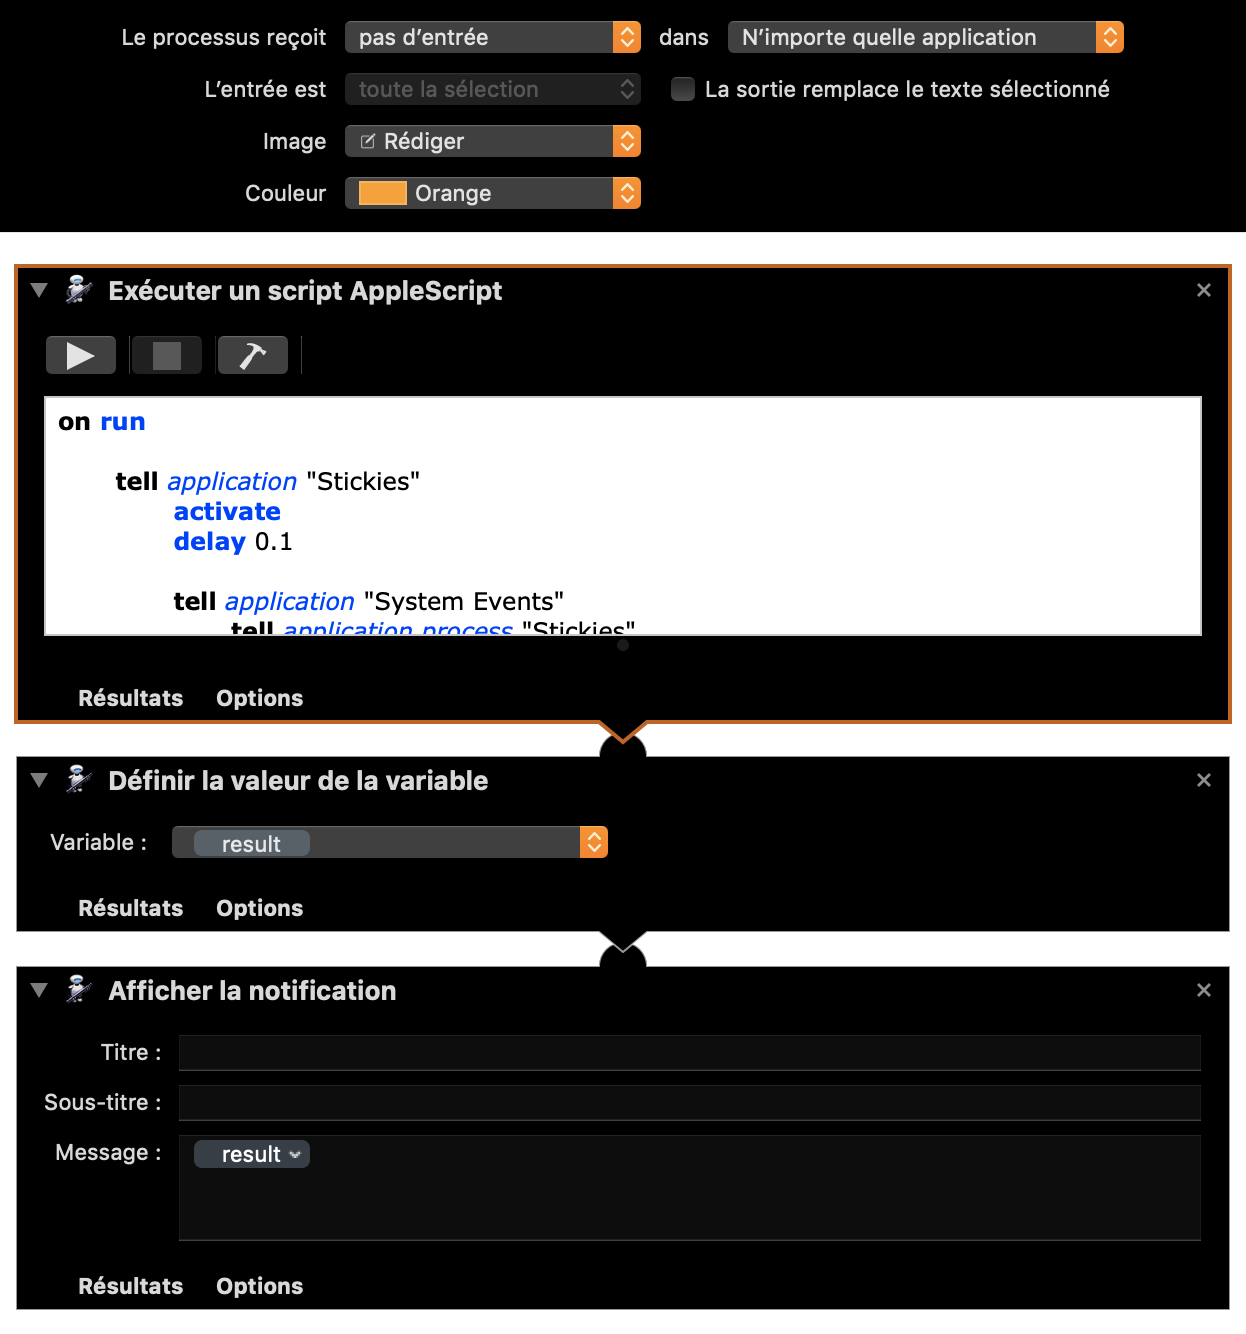 Le processus reçoit pas d’entrée dans N’importe quelle application
L’entrée est toute la sélection La sortie remplace le texte sélectionné
Image Rédiger
Couleur Orange
Exécuter un script AppleScript
on run
tell application "Stickies"
activate
delay 0.1
tell application "System Events"
tell application process "Stickies"
Résultats Options
Définir la valeur de la variable
Variable : result
Résultats Options
Afficher la notification
Titre :
Sous-titre :
Message : result
Résultats Options